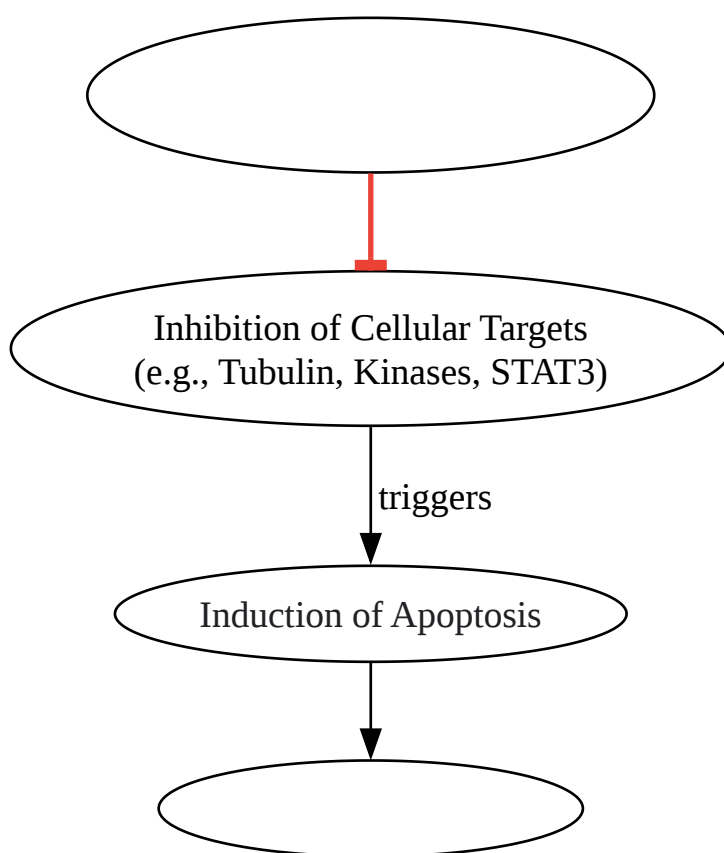 Inhibition of Cellular Targets
(e.g., Tubulin, Kinases, STAT3)
triggers
Induction of Apoptosis